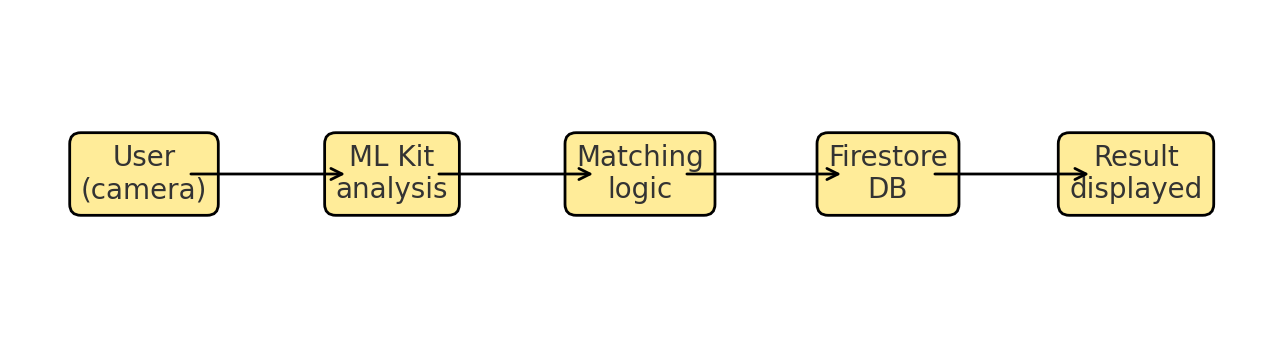 User
(camera)
ML Kit
analysis
Matching
logic
Firestore
DB
Result
displayed